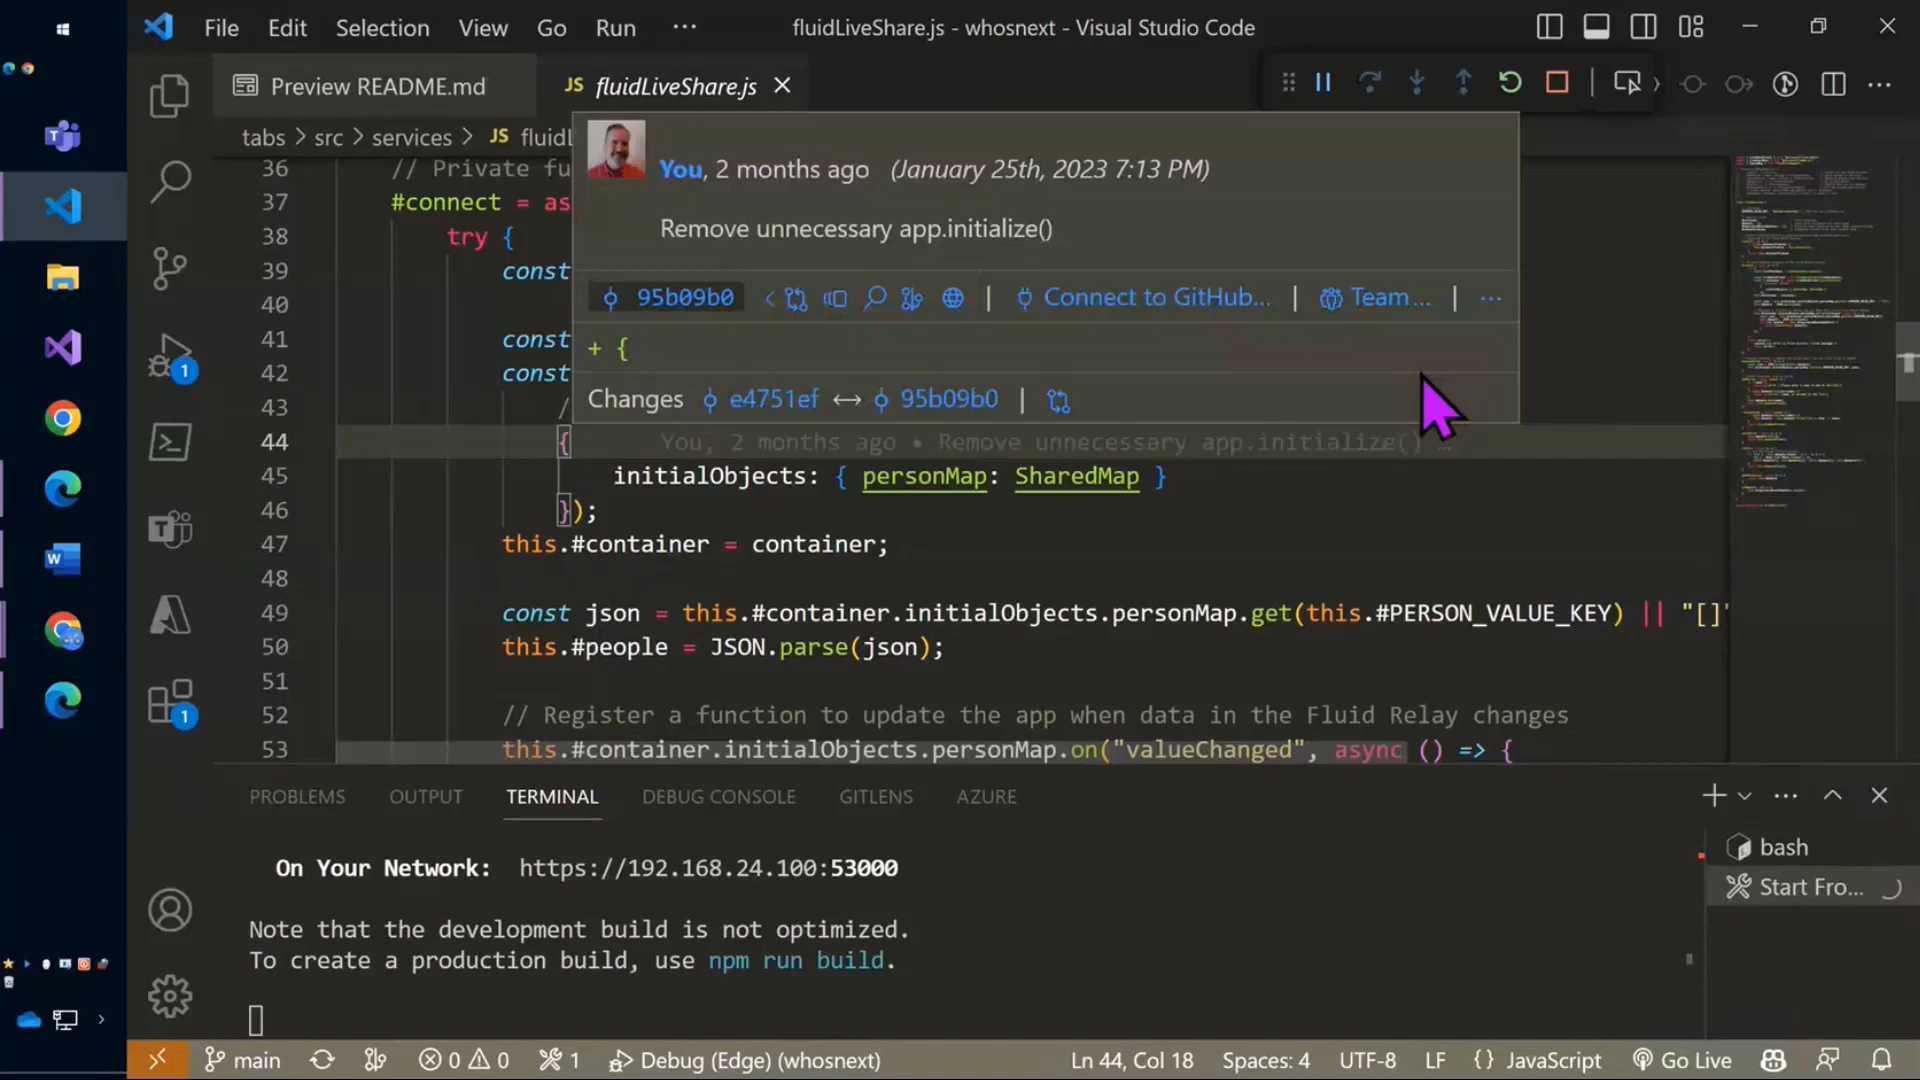 File Edit Selection View Go Run ··· fluidLiveShare.js - whosnext - Visual Studio Code
Preview README.md JS fluidLiveShare.js
tabs > src > services > JS fluidL
You, 2 months ago (January 25th, 2023 7:13 PM)
Remove unnecessary app.initialize()
95b09b0 | Connect to GitHub... | Team... | ···
+ {
Changes e4751ef ↔ 95b09b0 |
36 // Private fu
37 #connect = as
38 try {
39 const
40
41 const
42 const
43 /
44 { You, 2 months ago • Remove unnecessary app.initialize() …
45 initialObjects: { personMap: SharedMap }
46 });
47 this.#container = container;
48
49 const json = this.#container.initialObjects.personMap.get(this.#PERSON_VALUE_KEY) || "[]"
50 this.#people = JSON.parse(json);
51
52 // Register a function to update the app when data in the Fluid Relay changes
53 this.#container.initialObjects.personMap.on("valueChanged", async () => {
PROBLEMS OUTPUT TERMINAL DEBUG CONSOLE GITLENS AZURE
On Your Network: https://192.168.24.100:53000
Note that the development build is not optimized.
To create a production build, use npm run build.
bash
Start Fro...
1
1
main 0 0 1 Debug (Edge) (whosnext) Ln 44, Col 18 Spaces: 4 UTF-8 LF {} JavaScript Go Live